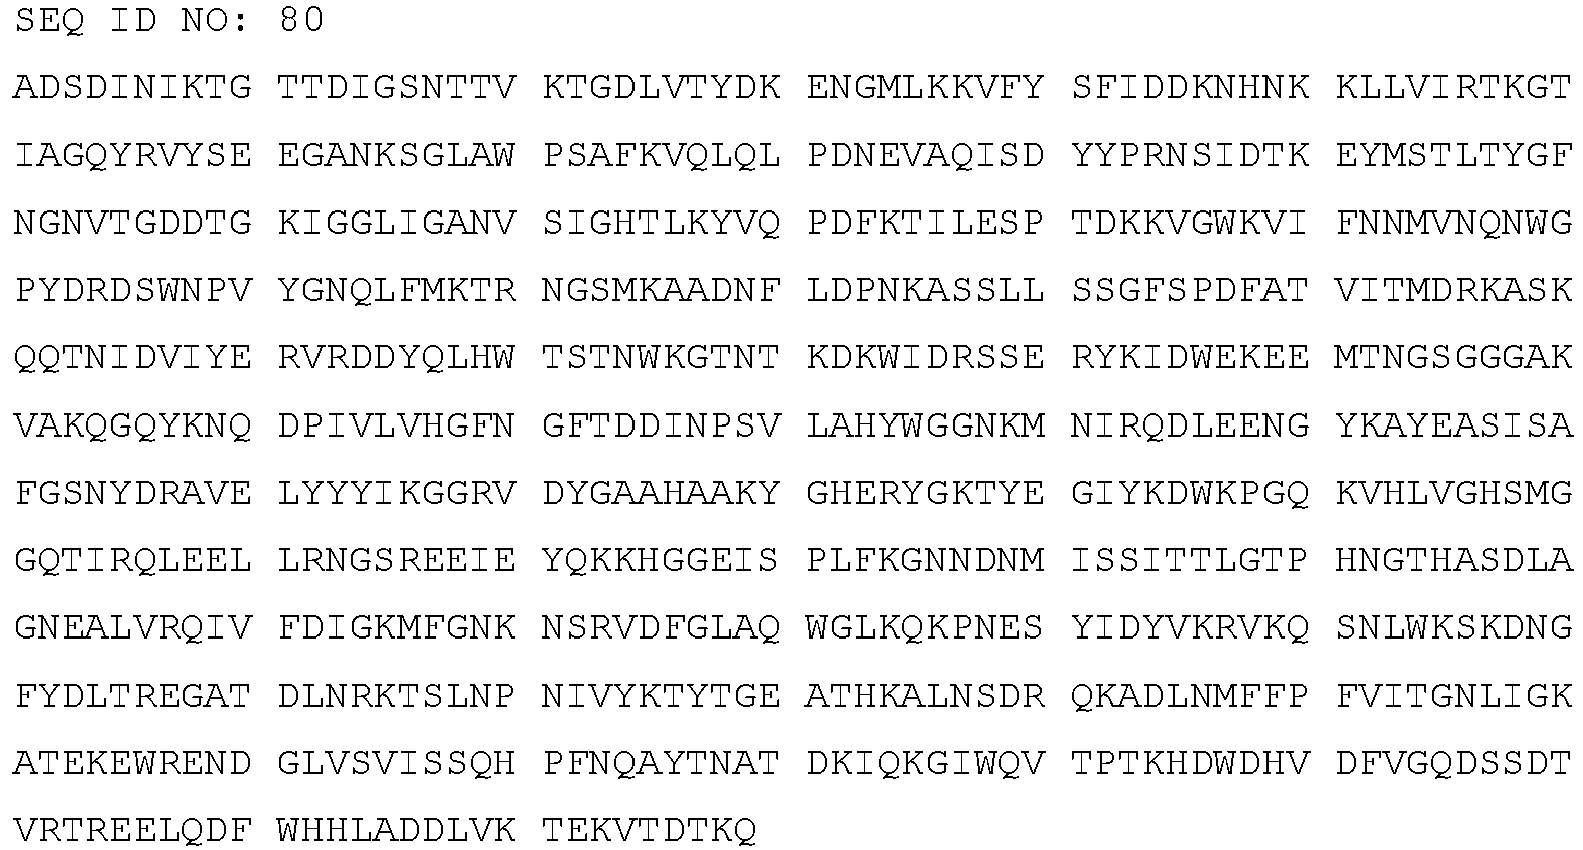 SEQ ID NO: 80
ADSDINIKTG TTDIGSNTTV KTGDLVTYDK ENGMLKKVFY SFIDDKNHNK KLLVIRTKGT
IAGQYRVYSE EGANKSGLAW PSAFKVQLQL PDNEVAQISD YYPRNSIDTK EYMSTLTYGF
NGNVTGDDTG KIGGLIGANV SIGHTLKYVQ PDFKTILESP TDKKVGWKVI FNNMVNQNWG
PYDRDSWNPV YGNQLFMKTR NGSMKAADNF LDPNKASSLL SSGFSPDFAT VITMDRKASK
QQTNIDVIYE RVRDDYQLHW TSTNWKGTNT KDKWIDRSSE RYKIDWEKEE MTNGSGGGAK
VAKQGQYKNQ DPIVLVHGFN GFTDDINPSV LAHYWGGNKM NIRQDLEENG YKAYEASISA
FGSNYDRAVE LYYYIKGGRV DYGAAHAAKY GHERYGKTYE GIYKDWKPGQ KVHLVGHSMG
GQTIRQLEEL LRNGSREEIE YQKKHGGEIS PLFKGNNDNM ISSITTLGTP HNGTHASDLA
GNEALVRQIV FDIGKMFGNK NSRVDFGLAQ WGLKQKPNES YIDYVKRVKQ SNLWKSKDNG
FYDLTREGAT DLNRKTSLNP NIVYKTYTGE ATHKALNSDR QKADLNMFFP FVITGNLIGK
ATEKEWREND GLVSVISSQH PFNQAYTNAT DKIQKGIWQV TPTKHDWDHV DFVGQDSSDT
VRTREELQDF WHHLADDLVK TEKVTDTKQ